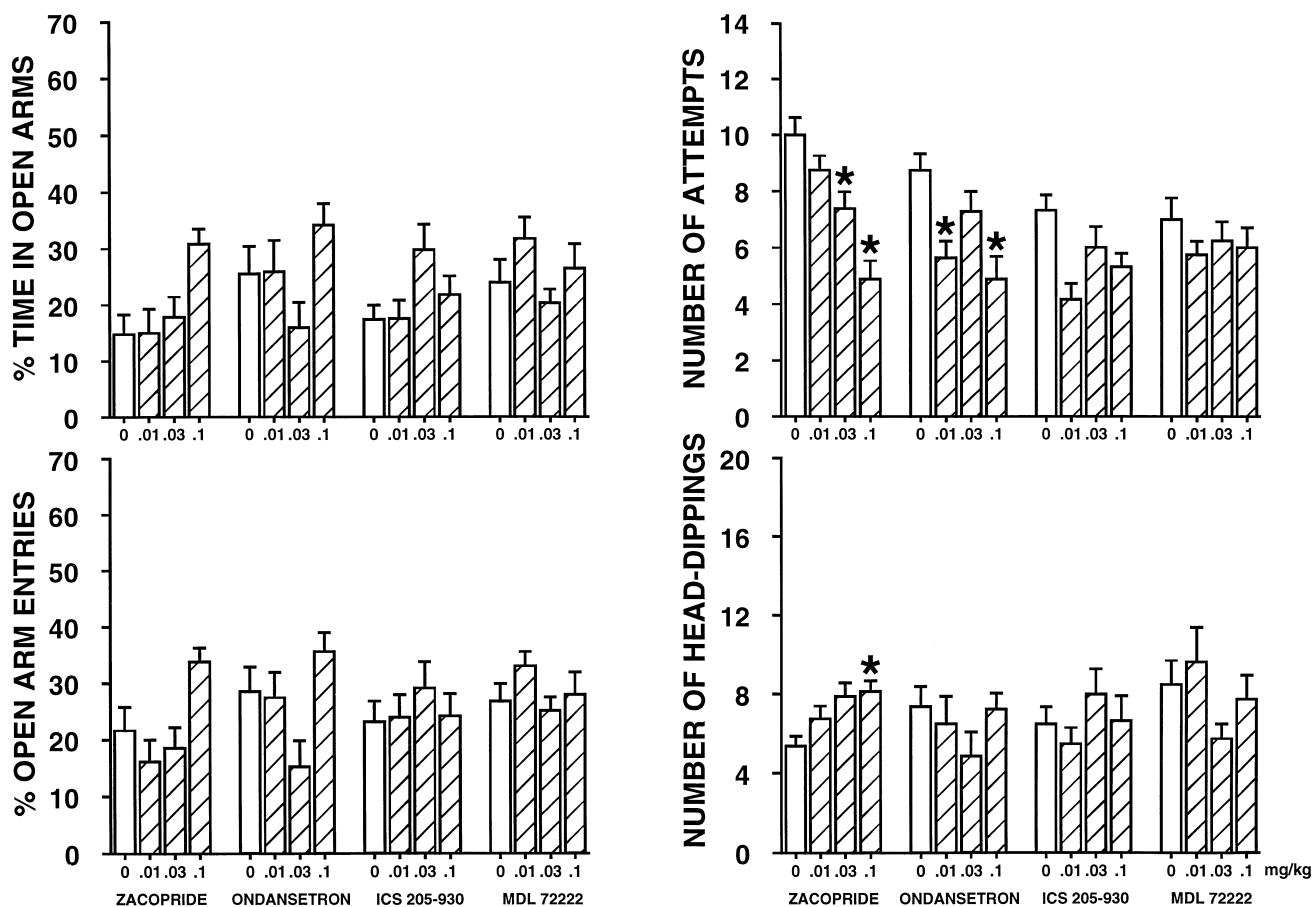 % TIME IN OPEN ARMS
70
60
50
40
30
20
10
0
0 .01 .03 .1 0 .01 .03 .1 0 .01 .03 .1 0 .01 .03 .1
NUMBER OF ATTEMPTS
14
12
10
8
6
4
2
0
* * * *
0 .01 .03 .1 0 .01 .03 .1 0 .01 .03 .1 0 .01 .03 .1
% OPEN ARM ENTRIES
70
60
50
40
30
20
10
0
0 .01 .03 .1 0 .01 .03 .1 0 .01 .03 .1 0 .01 .03 .1
ZACOPRIDE ONDANSETRON ICS 205-930 MDL 72222
NUMBER OF HEAD-DIPPINGS
20
16
12
8
4
0
*
0 .01 .03 .1 0 .01 .03 .1 0 .01 .03 .1 0 .01 .03 .1 mg/kg
ZACOPRIDE ONDANSETRON ICS 205-930 MDL 72222